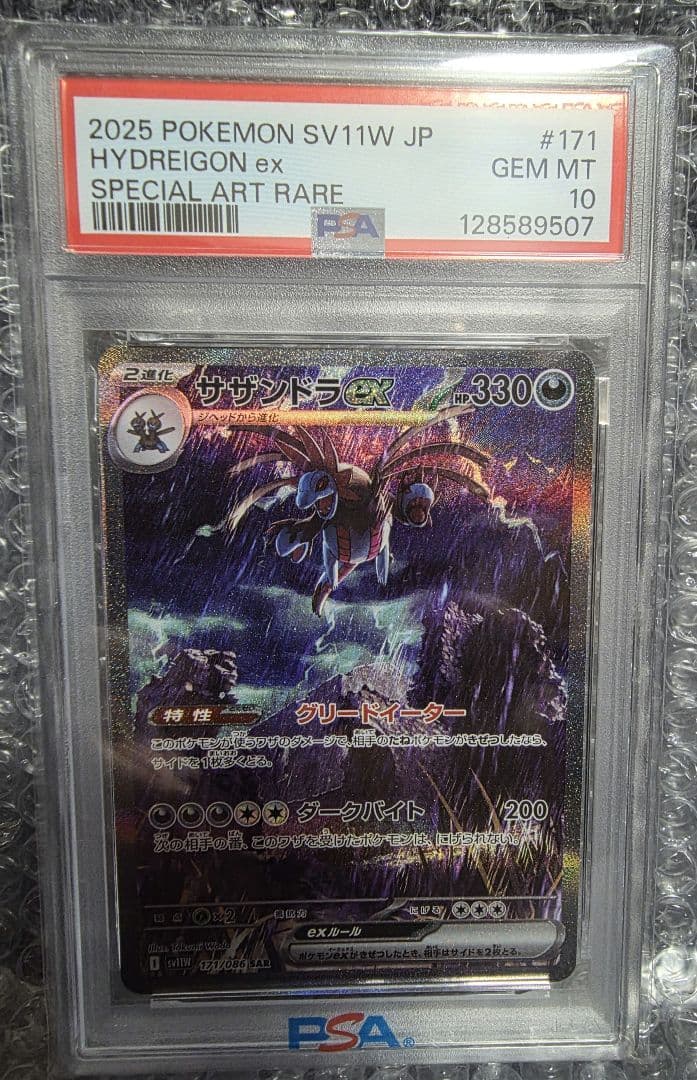 2025 POKEMON SV11W JP #171
HYDREIGON ex GEM MT
SPECIAL ART RARE 10
PSA 128589507
2進化 サザンドラex HP330
ジヘッドから進化
特性 グリードイーター
このポケモンが使うワザのダメージで、相手のたねポケモンがきぜつしたなら、
サイドを1枚多くとる。
ダークバイト 200
次の相手の番、このワザを受けたポケモンは、にげられない。
弱点 ×2 抵抗力 にげる
exルール
ポケモンexがきぜつしたとき、相手はサイドを2枚とる。
Illus. Takumi Wada
I sv11W 171/086 SAR
PSA®